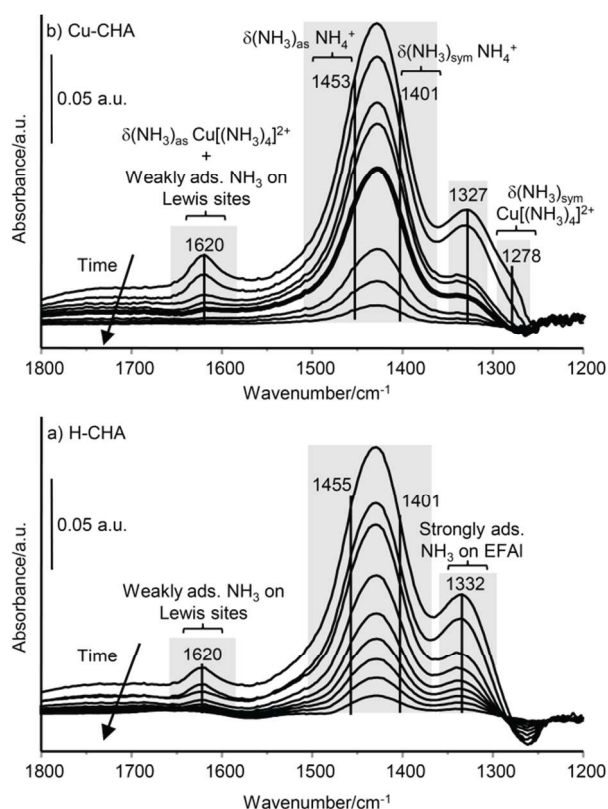 b) Cu-CHA
δ(NH₃)as NH₄⁺
δ(NH₃)sym NH₄⁺
1453
1401
0.05 a.u.
δ(NH₃)as Cu[(NH₃)₄]²⁺
+
Weakly ads. NH₃ on
Lewis sites
1620
1327
δ(NH₃)sym
Cu[(NH₃)₄]²⁺
1278
Time
Absorbance/a.u.
1800 1700 1600 1500 1400 1300 1200
Wavenumber/cm⁻¹
a) H-CHA
1455
1401
0.05 a.u.
Strongly ads.
NH₃ on EFAl
1332
Weakly ads. NH₃ on
Lewis sites
1620
Time
Absorbance/a.u.
1800 1700 1600 1500 1400 1300 1200
Wavenumber/cm⁻¹